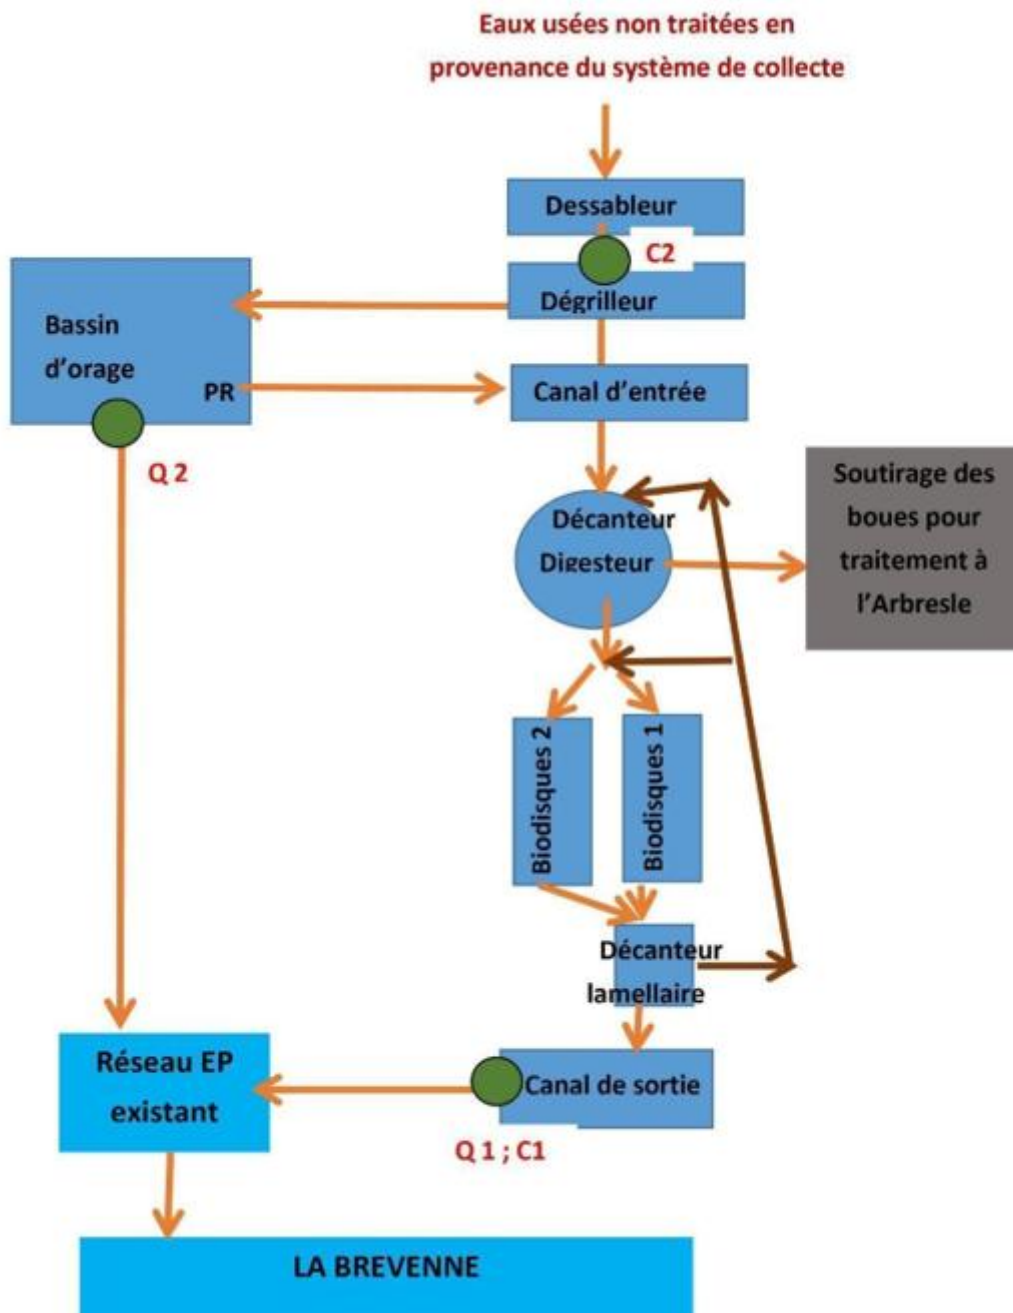 Eaux usées non traitées en
provenance du système de collecte
Dessableur
C2
Dégrilleur
Bassin
d'orage
PR
Canal d'entrée
Q 2
Soutirage des
boues pour
traitement à
l'Arbresle
Décanteur
Digesteur
Biodisques 2
Biodisques 1
Décanteur
lamellaire
Réseau EP
existant
Canal de sortie
Q 1 ; C1
LA BREVENNE